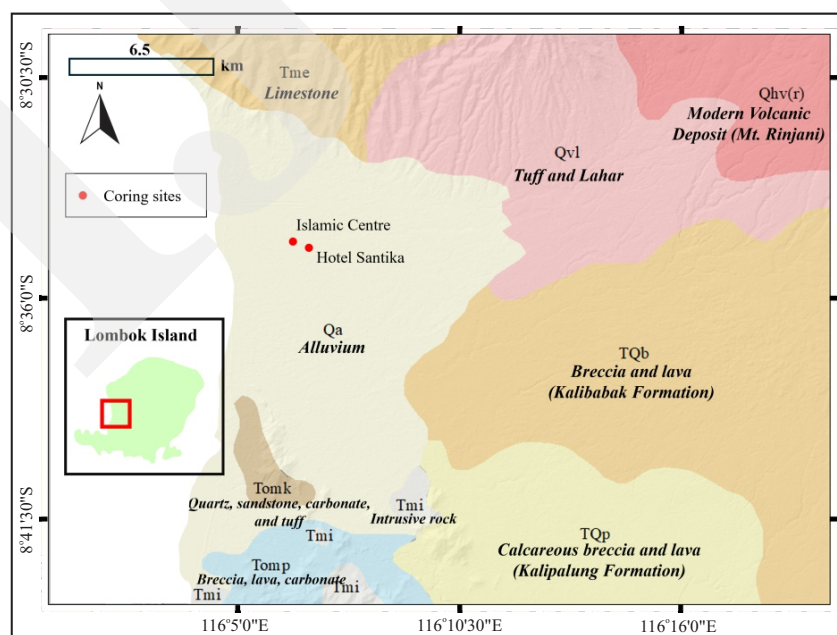 6.5
km
N
Coring sites
Tme
Limestone
Qhv(r)
Modern Volcanic
Deposit (Mt. Rinjani)
Qvl
Tuff and Lahar
Islamic Centre
Hotel Santika
Qa
Alluvium
Lombok Island
TQb
Breccia and lava
(Kalibabak Formation)
Tomk
Quartz, sandstone, carbonate,
and tuff
Tmi
Intrusive rock
Tmi
Tomp
Breccia, lava, carbonate
Tmi
Tmi
TQp
Calcareous breccia and lava
(Kalipalung Formation)
8°30'30"S
8°36'0"S
8°41'30"S
116°5'0"E
116°10'30"E
116°16'0"E